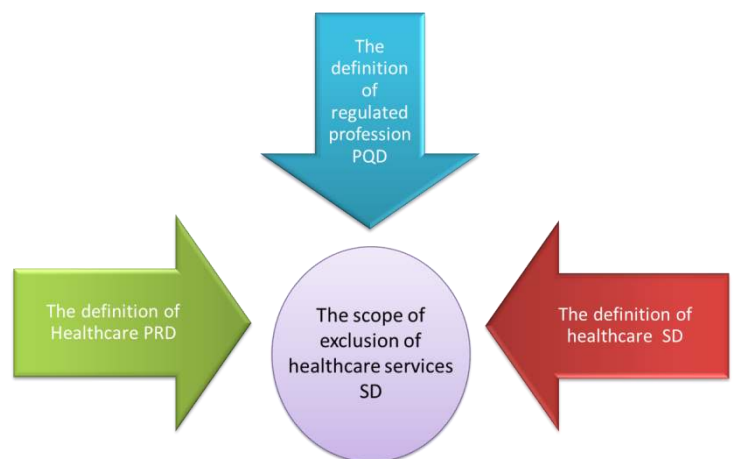 The
definition
of
regulated
profession
PQD
The definition of
Healthcare PRD
The scope of
exclusion of
healthcare services
SD
The definition of
healthcare  SD